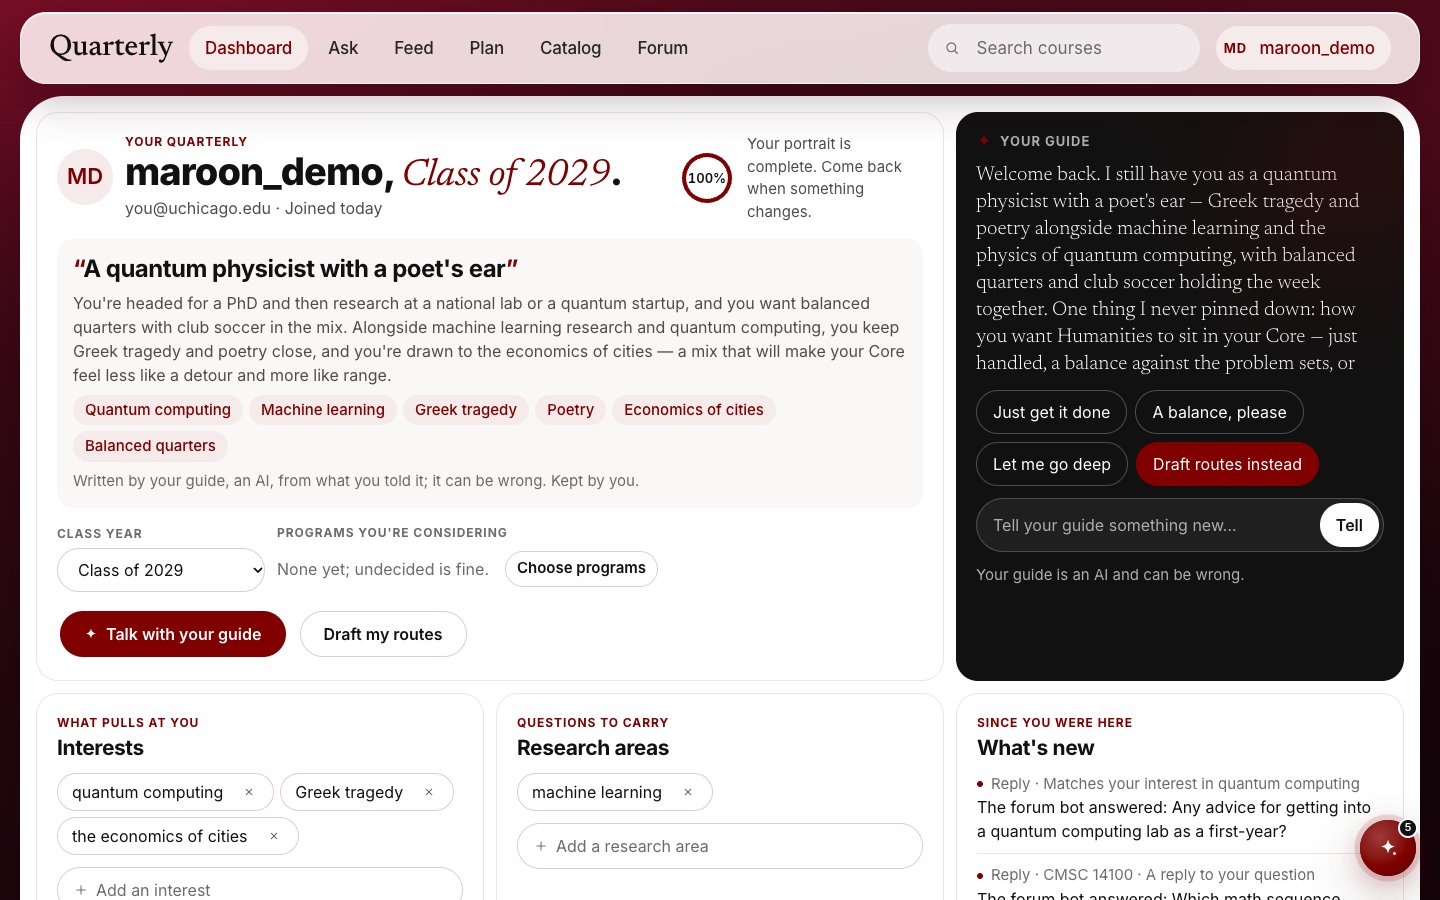 Quarterly
Dashboard
Ask
Feed
Plan
Catalog
Forum
Search courses
MD maroon_demo
MD
YOUR QUARTERLY
maroon_demo, Class of 2029.
you@uchicago.edu · Joined today
100%
Your portrait is
complete. Come back
when something
changes.
“A quantum physicist with a poet's ear”
You're headed for a PhD and then research at a national lab or a quantum startup, and you want balanced
quarters with club soccer in the mix. Alongside machine learning research and quantum computing, you keep
Greek tragedy and poetry close, and you're drawn to the economics of cities — a mix that will make your Core
feel less like a detour and more like range.
Quantum computing
Machine learning
Greek tragedy
Poetry
Economics of cities
Balanced quarters
Written by your guide, an AI, from what you told it; it can be wrong. Kept by you.
CLASS YEAR
Class of 2029
PROGRAMS YOU'RE CONSIDERING
None yet; undecided is fine.
Choose programs
Talk with your guide
Draft my routes
YOUR GUIDE
Welcome back. I still have you as a quantum
physicist with a poet's ear — Greek tragedy and
poetry alongside machine learning and the
physics of quantum computing, with balanced
quarters and club soccer holding the week
together. One thing I never pinned down: how
you want Humanities to sit in your Core — just
handled, a balance against the problem sets, or
Just get it done
A balance, please
Let me go deep
Draft routes instead
Tell your guide something new...
Tell
Your guide is an AI and can be wrong.
WHAT PULLS AT YOU
Interests
quantum computing ×
Greek tragedy ×
the economics of cities ×
+ Add an interest
QUESTIONS TO CARRY
Research areas
machine learning ×
+ Add a research area
SINCE YOU WERE HERE
What's new
Reply · Matches your interest in quantum computing
The forum bot answered: Any advice for getting into
a quantum computing lab as a first-year?
Reply · CMSC 14100 · A reply to your question
The forum bot answered: Which math sequence
5